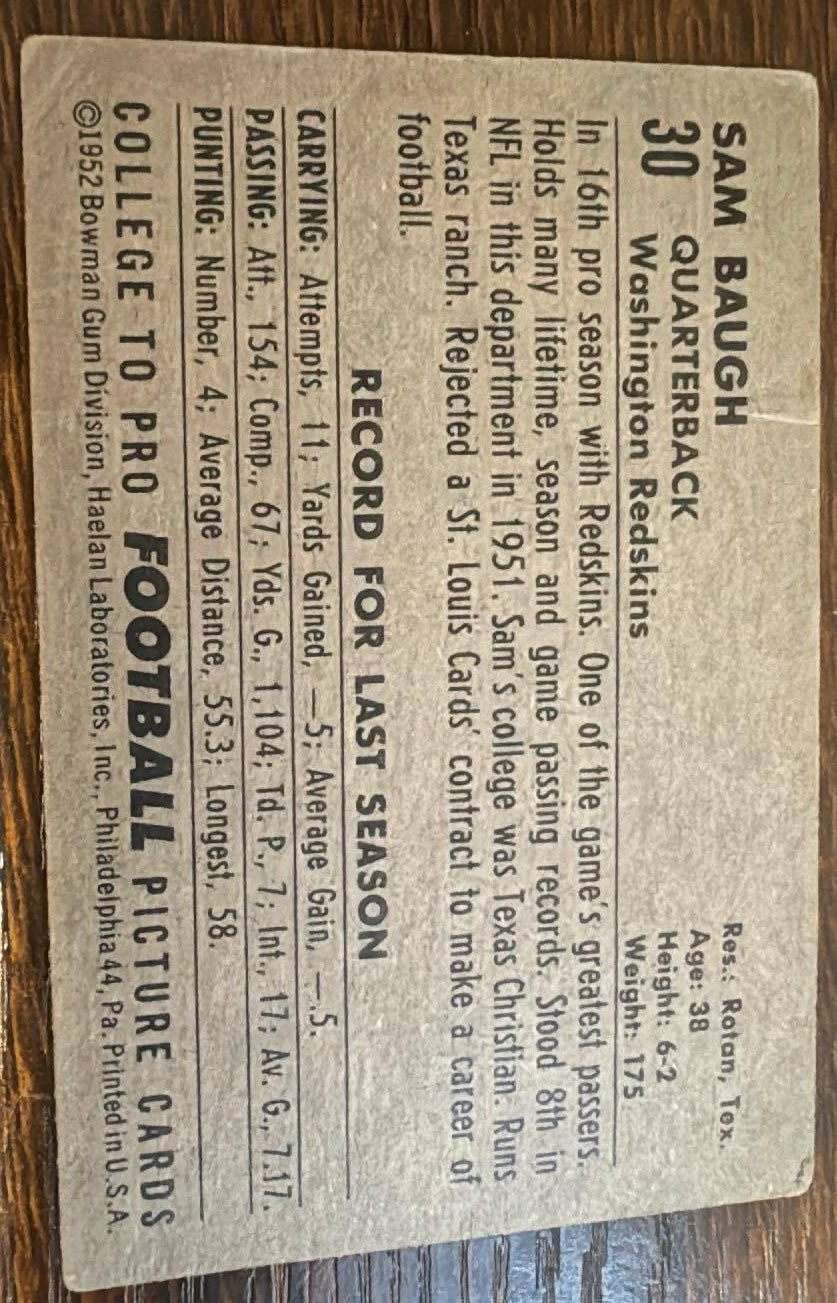 SAM BAUGH
Res.: Rotan, Tex.
30 QUARTERBACK
Age: 38
Washington Redskins
Height: 6-2
Weight: 175
In 16th pro season with Redskins. One of the game's greatest passers.
Holds many lifetime, season and game passing records. Stood 8th in
NFL in this department in 1951. Sam's college was Texas Christian. Runs
Texas ranch. Rejected a St. Louis Cards' contract to make a career of
football.
RECORD FOR LAST SEASON
CARRYING: Attempts, 11; Yards Gained, —5; Average Gain, —.5.
PASSING: Att., 154; Comp., 67; Yds. G., 1,104; Td. P., 7; Int., 17; Av. G., 7.17.
PUNTING: Number, 4; Average Distance, 55.3; Longest, 58.
COLLEGE TO PRO FOOTBALL PICTURE CARDS
©1952 Bowman Gum Division, Haelan Laboratories, Inc., Philadelphia 44, Pa. Printed in U.S.A.